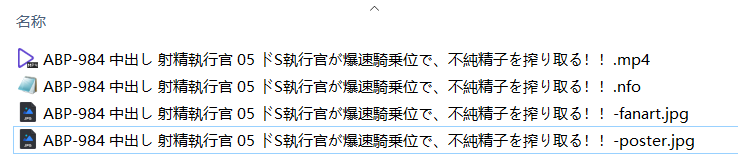 名称
ABP-984 中出し 射精執行官 05 ドS執行官が爆速騎乗位で、不純精子を搾り取る！！.mp4
ABP-984 中出し 射精執行官 05 ドS執行官が爆速騎乗位で、不純精子を搾り取る！！.nfo
ABP-984 中出し 射精執行官 05 ドS執行官が爆速騎乗位で、不純精子を搾り取る！！-fanart.jpg
ABP-984 中出し 射精執行官 05 ドS執行官が爆速騎乗位で、不純精子を搾り取る！！-poster.jpg